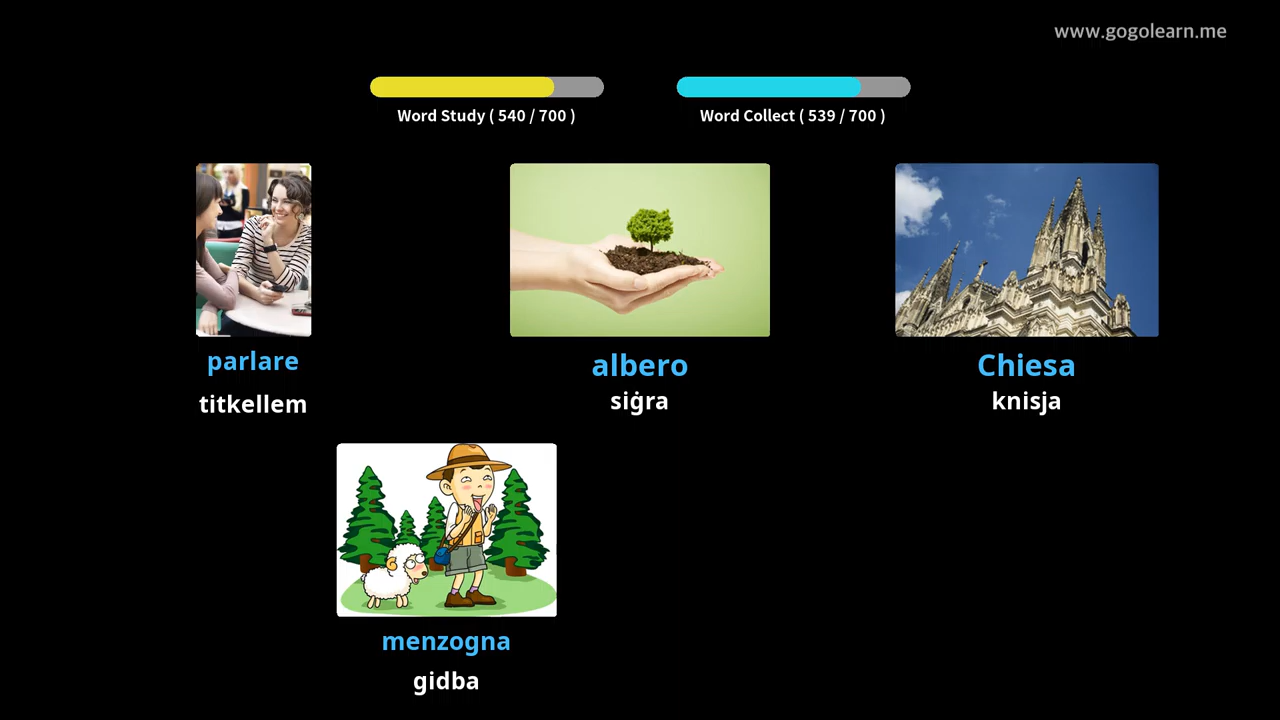 www.gogolearn.me
Word Study ( 540 / 700 )
Word Collect ( 539 / 700 )
parlare
titkellem
albero
siġra
Chiesa
knisja
menzogna
gidba